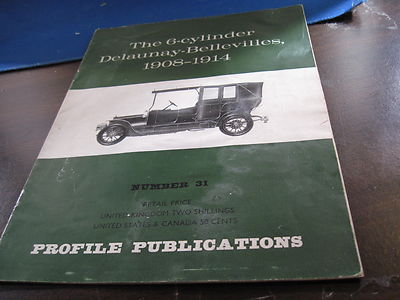 The 6-cylinder
Delaunay-Bellevilles,
1908-1914
NUMBER 31
RETAIL PRICE
UNITED KINGDOM TWO SHILLINGS
UNITED STATES & CANADA 50 CENTS
PROFILE PUBLICATIONS